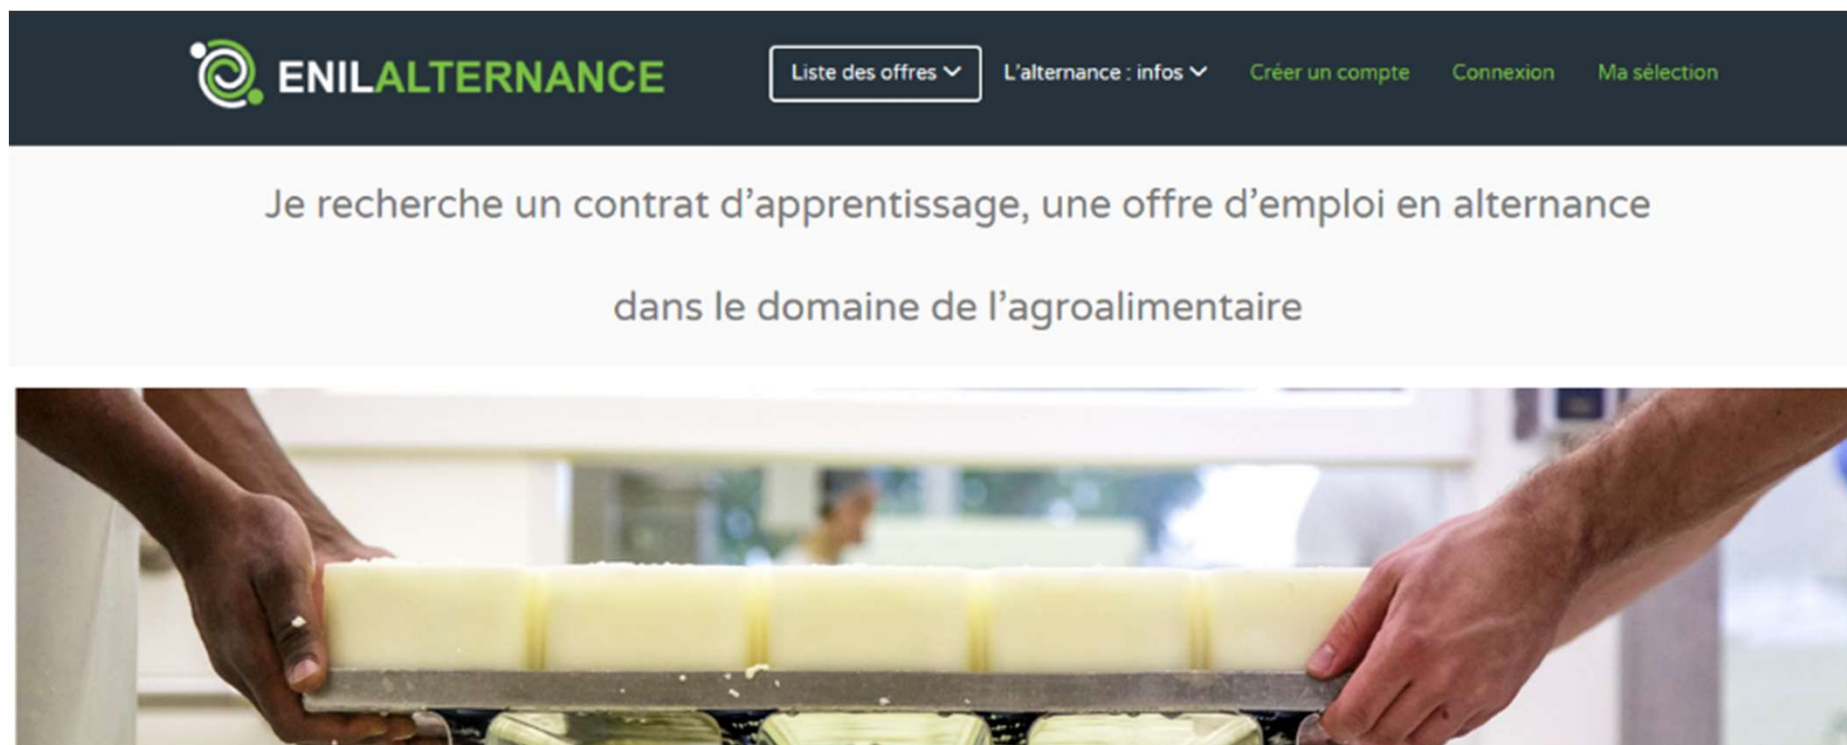 ENILALTERNANCE
Liste des offres
L'alternance : infos
Créer un compte
Connexion
Ma sélection
Je recherche un contrat d'apprentissage, une offre d'emploi en alternance
dans le domaine de l'agroalimentaire